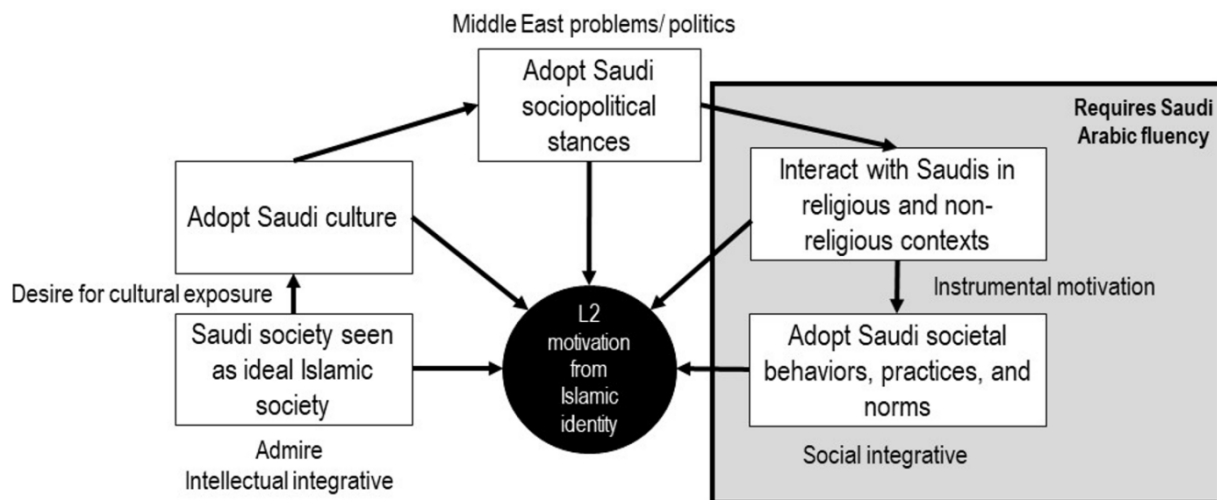 Middle East problems/ politics
Adopt Saudi
sociopolitical
stances
Requires Saudi
Arabic fluency
Adopt Saudi culture
Interact with Saudis in
religious and non-
religious contexts
Desire for cultural exposure
Instrumental motivation
Saudi society seen
as ideal Islamic
society
L2
motivation
from
Islamic
identity
Adopt Saudi societal
behaviors, practices, and
norms
Admire
Intellectual integrative
Social integrative